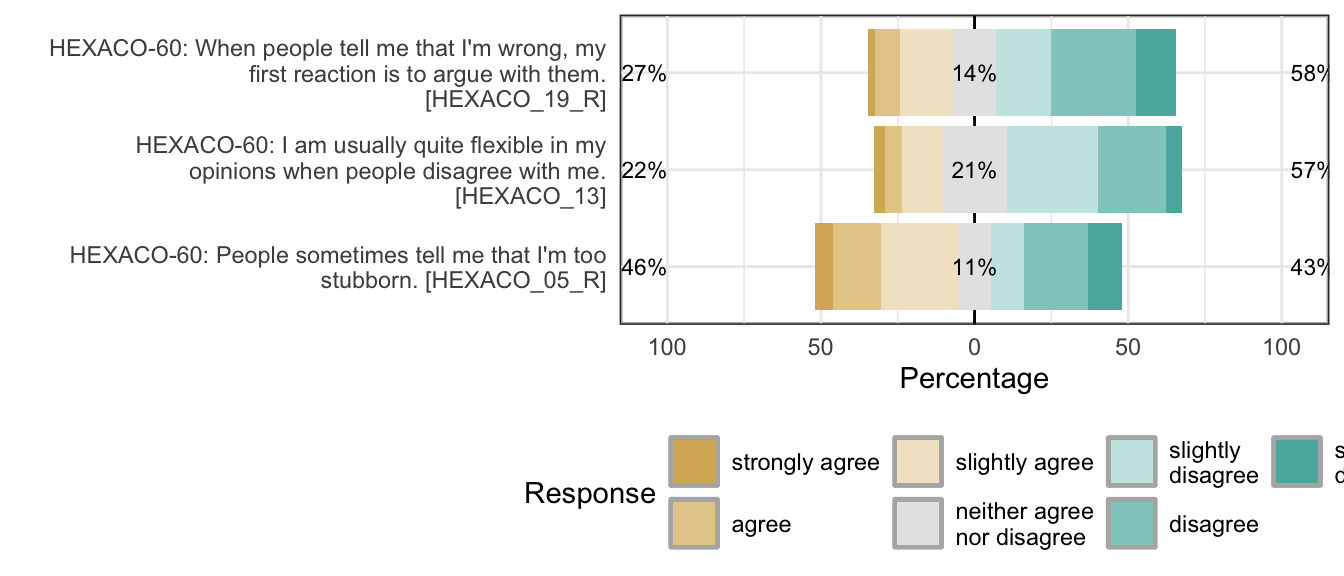 HEXACO-60: When people tell me that I'm wrong, my
first reaction is to argue with them.
[HEXACO_19_R]
27%
14%
58%
HEXACO-60: I am usually quite flexible in my
opinions when people disagree with me.
[HEXACO_13]
22%
21%
57%
HEXACO-60: People sometimes tell me that I'm too
stubborn. [HEXACO_05_R]
46%
11%
43%
100 50 0 50 100
Percentage
Response
strongly agree
agree
slightly agree
neither agree
nor disagree
slightly
disagree
disagree